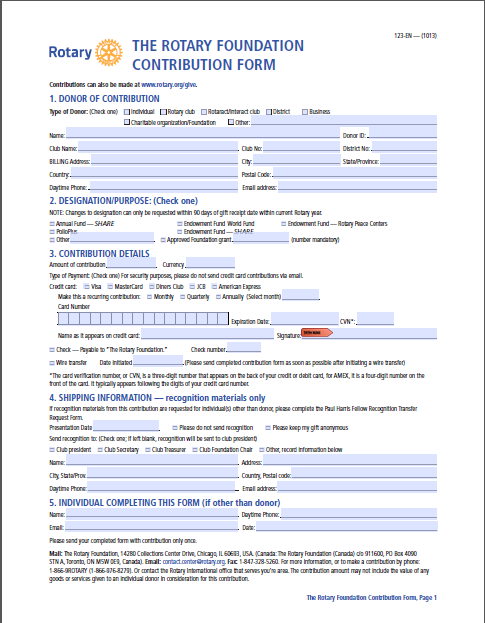 123-EN — (1013)
Rotary
THE ROTARY FOUNDATION
CONTRIBUTION FORM
Contributions can also be made at www.rotary.org/give.
1. DONOR OF CONTRIBUTION
Type of Donor: (Check one) Individual Rotary club Rotaract/Interact club District Business
Charitable organization/Foundation Other:
Name: Donor ID:
Club Name: Club No: District No:
BILLING Address: City: State/Province:
Country: Postal Code:
Daytime Phone: Email address:
2. DESIGNATION/PURPOSE: (Check one)
NOTE: Changes to designation can only be requested within 90 days of gift receipt date within current Rotary year.
Annual Fund — SHARE Endowment Fund World Fund Endowment Fund — Rotary Peace Centers
PolioPlus Endowment Fund — SHARE
Other Approved Foundation grant (number mandatory)
3. CONTRIBUTION DETAILS
Amount of contribution Currency
Type of Payment: (Check one) For security purposes, please do not send credit card contributions via email.
Credit card: Visa MasterCard Diners Club JCB American Express
Make this a recurring contribution: Monthly Quarterly Annually (Select month)
Card Number
Expiration Date: CVN*:
Name as it appears on credit card: Signature:
Check — Payable to "The Rotary Foundation." Check number
Wire transfer Date Initiated (Please send completed contribution form as soon as possible after initiating a wire transfer)
*The card verification number, or CVN, is a three-digit number that appears on the back of your credit or debit card, for AMEX, it is a four-digit number on the
front of the card. It typically appears following the digits of your credit card number.
4. SHIPPING INFORMATION — recognition materials only
If recognition materials from this contribution are requested for individual(s) other than donor, please complete the Paul Harris Fellow Recognition Transfer
Request Form.
Presentation Date Please do not send recognition Please keep my gift anonymous
Send recognition to: (Check one; if left blank, recognition will be sent to club president)
Club president Club Secretary Club Treasurer Club Foundation Chair Other, record information below
Name: Address:
City, State/Prov: Country, Postal code:
Daytime Phone: Email address:
5. INDIVIDUAL COMPLETING THIS FORM (if other than donor)
Name: Daytime Phone:
Email: Date:
Please send your completed form with contribution only once.
Mail: The Rotary Foundation, 14280 Collections Center Drive, Chicago, IL 60693, USA. (Canada: The Rotary Foundation (Canada) c/o 911600, PO Box 4090
STN A, Toronto, ON M5W 0E9, Canada). Email: contact.center@rotary.org. Fax: 1-847-328-5260. For more information, or to make a contribution by phone:
1-866-9ROTARY (1-866-976-8279). Or contact the Rotary International office that serves you're area. The contribution amount may not include the value of any
goods or services given to an individual donor in consideration for this contribution.
The Rotary Foundation Contribution Form, Page 1